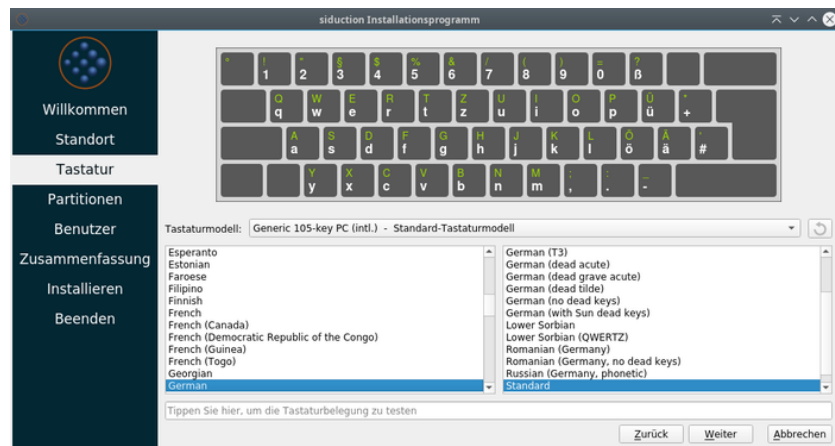 siduction Installationsprogramm
Willkommen
Standort
Tastatur
Partitionen
Benutzer
Zusammenfassung
Installieren
Beenden
° ! " § $ % & / ( ) = ?
1 2 3 4 5 6 7 8 9 0 ß
Q W E R T Z U I O P Ü *
q w e r t z u i o p ü +
A S D F G H J K L Ö Ä '
a s d f g h j k l ö ä #
Y X C V B N M ; : _
y x c v b n m , . -
Tastaturmodell: Generic 105-key PC (intl.) - Standard-Tastaturmodell
Esperanto
Estonian
Faroese
Filipino
Finnish
French
French (Canada)
French (Democratic Republic of the Congo)
French (Guinea)
French (Togo)
Georgian
German
German (T3)
German (dead acute)
German (dead grave acute)
German (dead tilde)
German (no dead keys)
German (with Sun dead keys)
Lower Sorbian
Lower Sorbian (QWERTZ)
Romanian (Germany)
Romanian (Germany, no dead keys)
Russian (Germany, phonetic)
Standard
Tippen Sie hier, um die Tastaturbelegung zu testen
Zurück Weiter Abbrechen